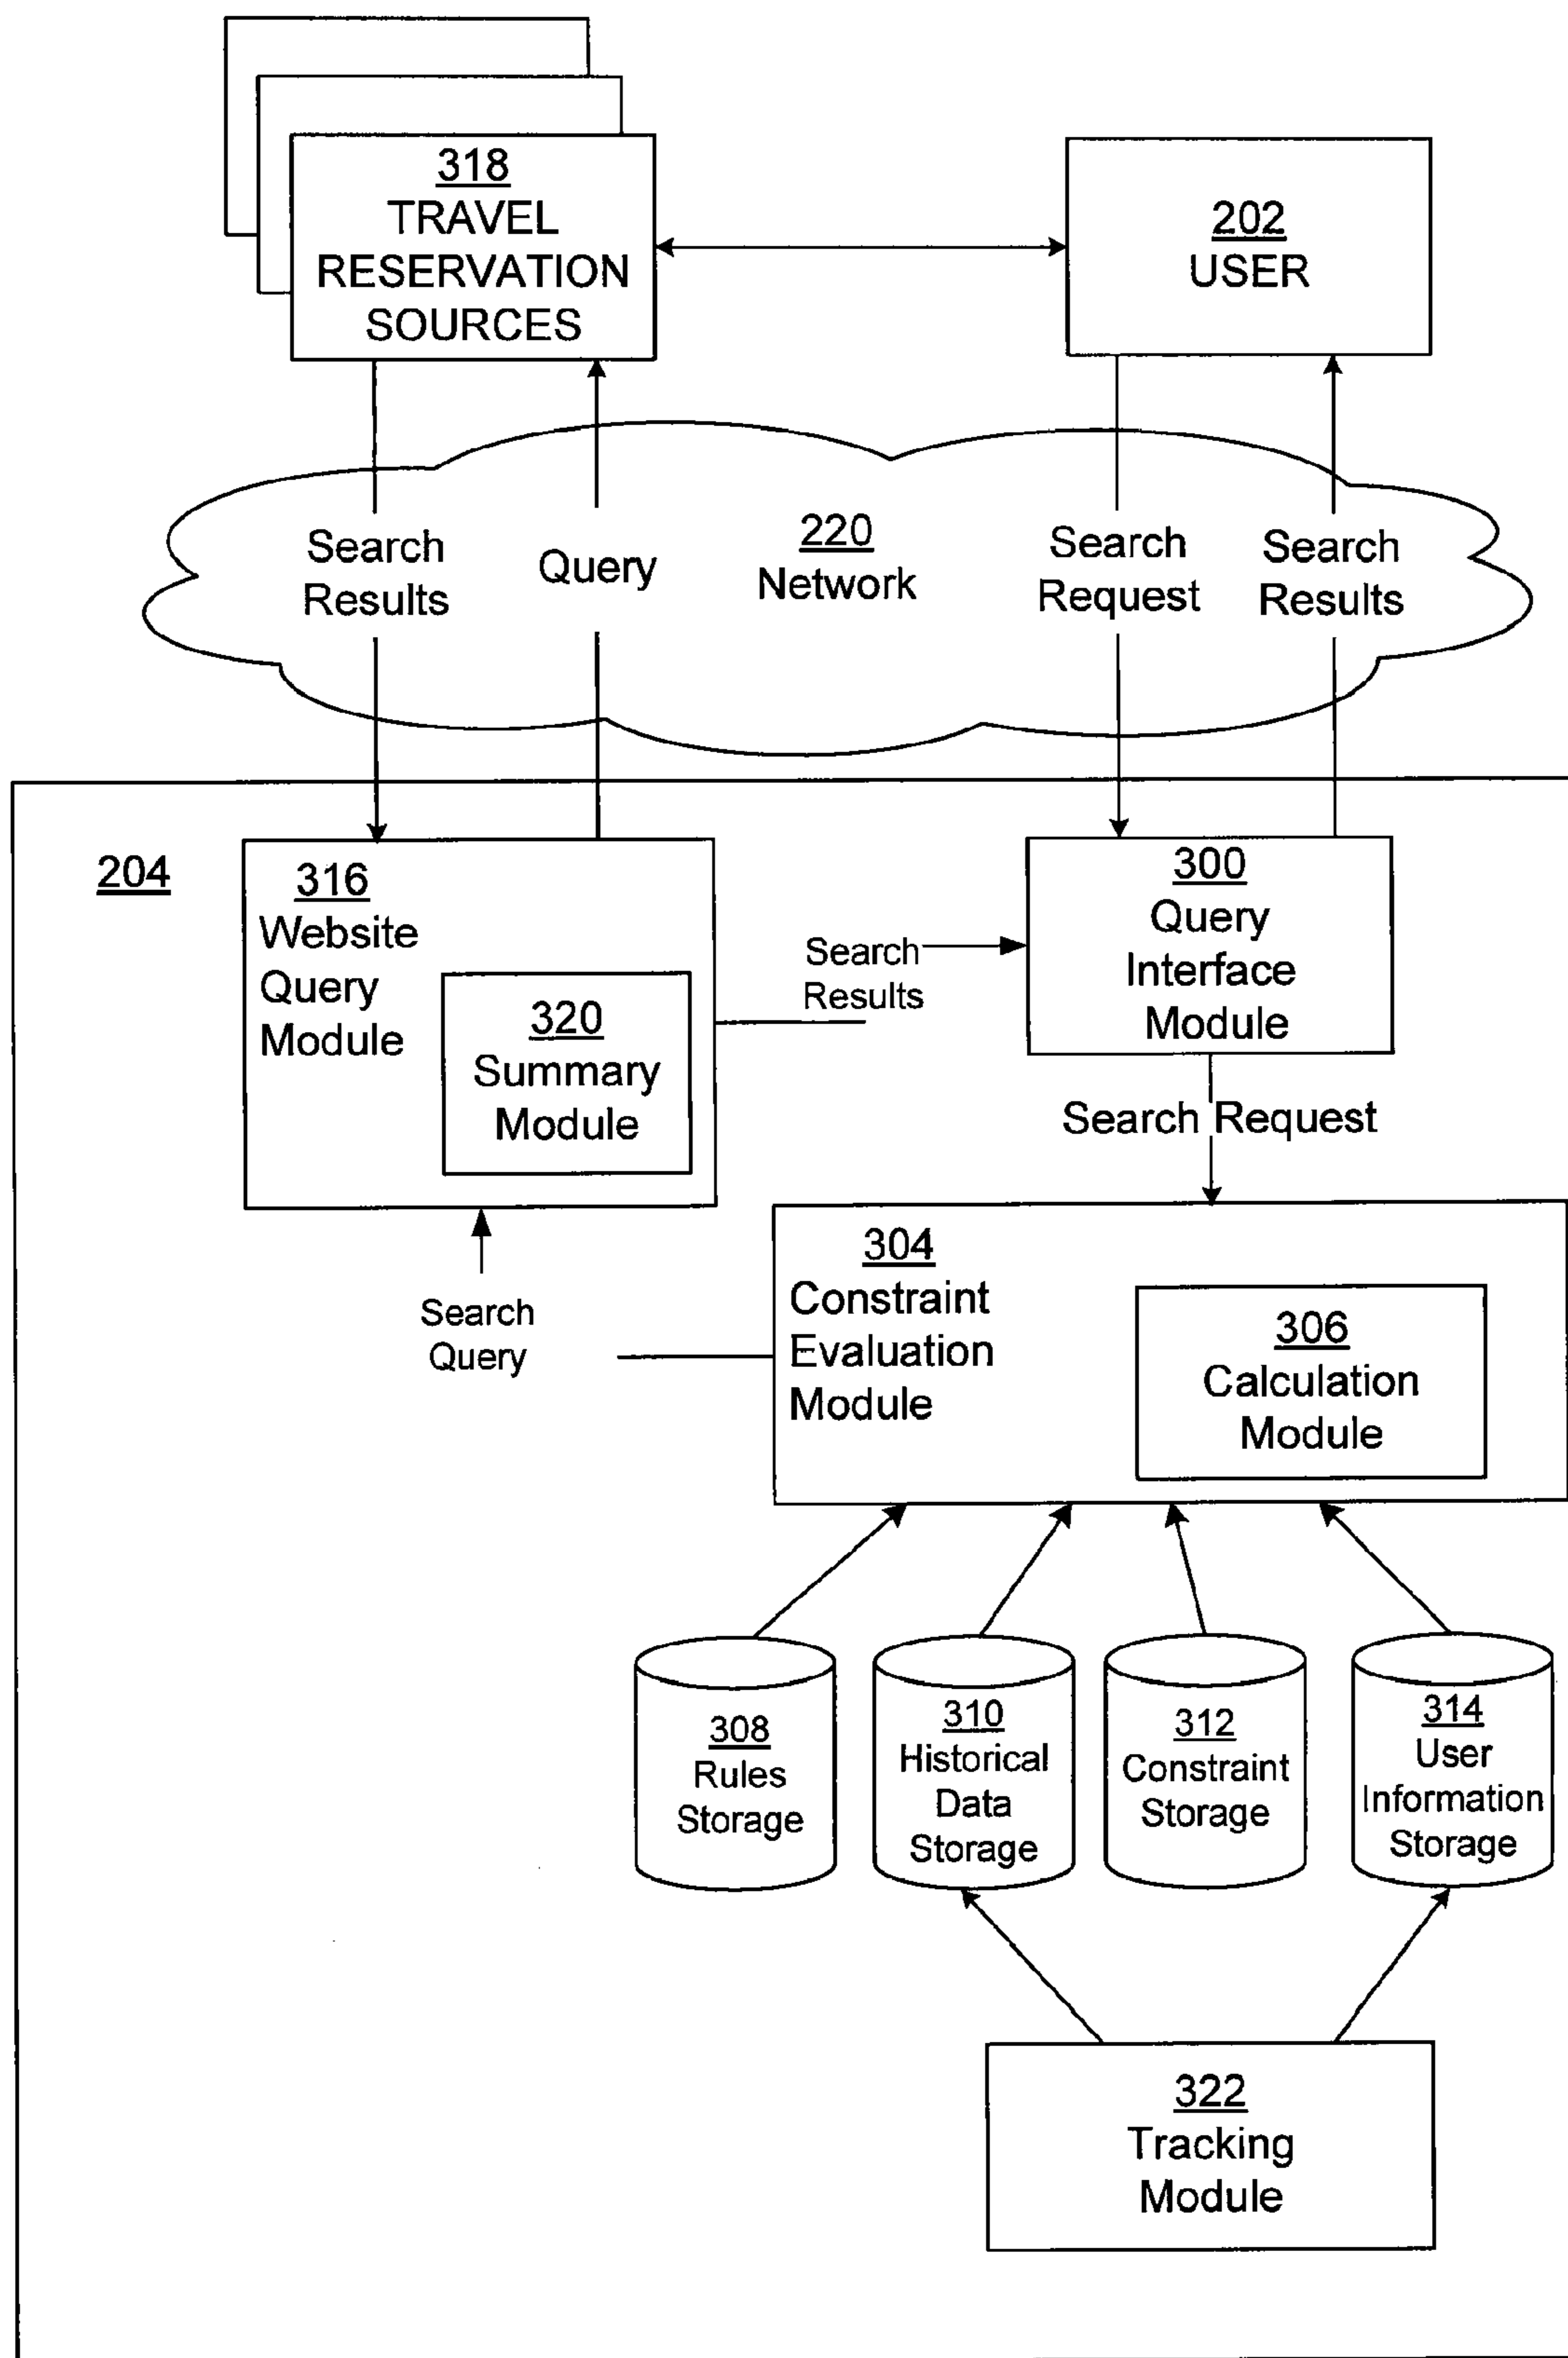 318
TRAVEL
RESERVATION
SOURCES
202
USER
Search
Results
Query
220
Network
Search
Request
Search
Results
204
316
Website
Query
Module
320
Summary
Module
Search
Results
300
Query
Interface
Module
Search Request
304
Constraint
Evaluation
Module
306
Calculation
Module
Search
Query
308
Rules
Storage
310
Historical
Data
Storage
312
Constraint
Storage
314
User
Information
Storage
322
Tracking
Module